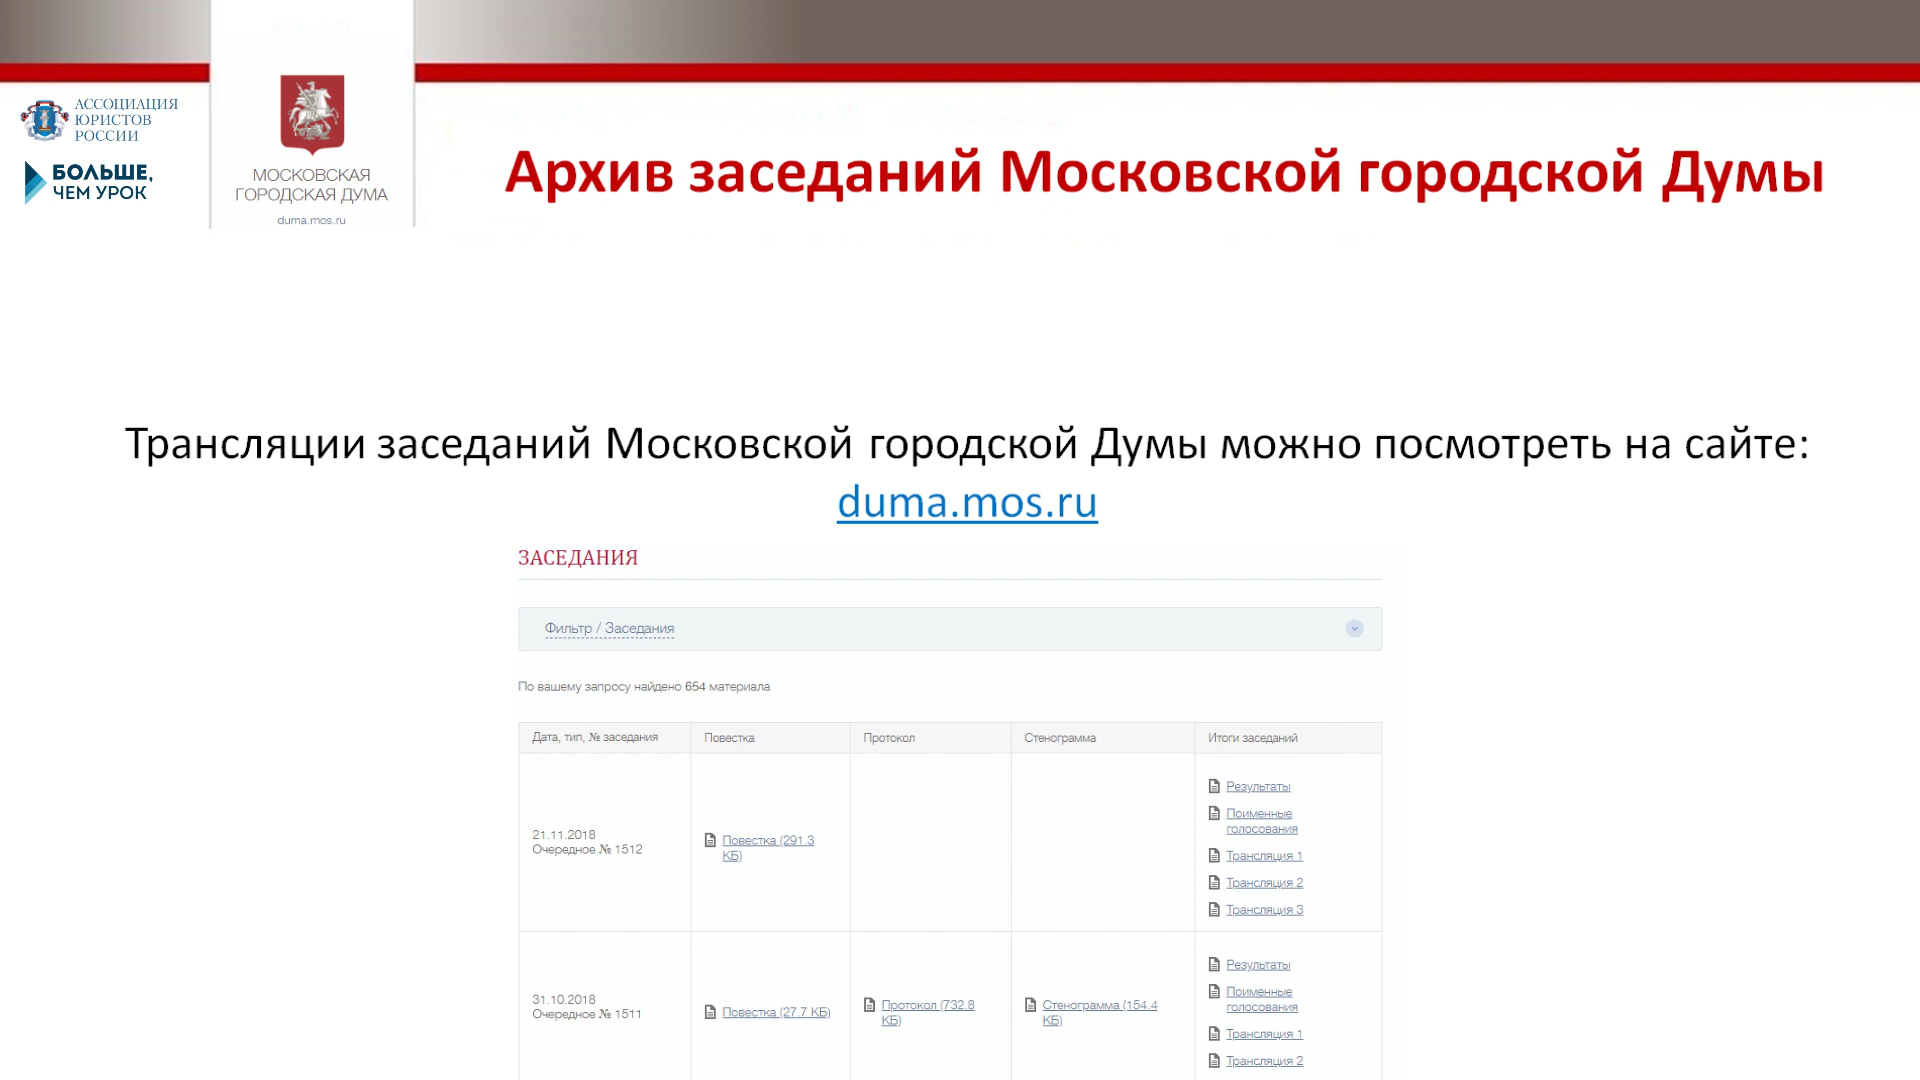 АССОЦИАЦИЯ
ЮРИСТОВ
РОССИИ
БОЛЬШЕ,
ЧЕМ УРОК
МОСКОВСКАЯ
ГОРОДСКАЯ ДУМА
duma.mos.ru
Архив заседаний Московской городской Думы
Трансляции заседаний Московской городской Думы можно посмотреть на сайте:
duma.mos.ru
ЗАСЕДАНИЯ
Фильтр / Заседания
По вашему запросу найдено 654 материала
Дата, тип, № заседания Повестка Протокол Стенограмма Итоги заседаний
21.11.2018
Очередное № 1512
Повестка (291.3
КБ)
Результаты
Поименные
голосования
Трансляция 1
Трансляция 2
Трансляция 3
31.10.2018
Очередное № 1511
Повестка (27.7 КБ)
Протокол (732.8
КБ)
Стенограмма (154.4
КБ)
Результаты
Поименные
голосования
Трансляция 1
Трансляция 2